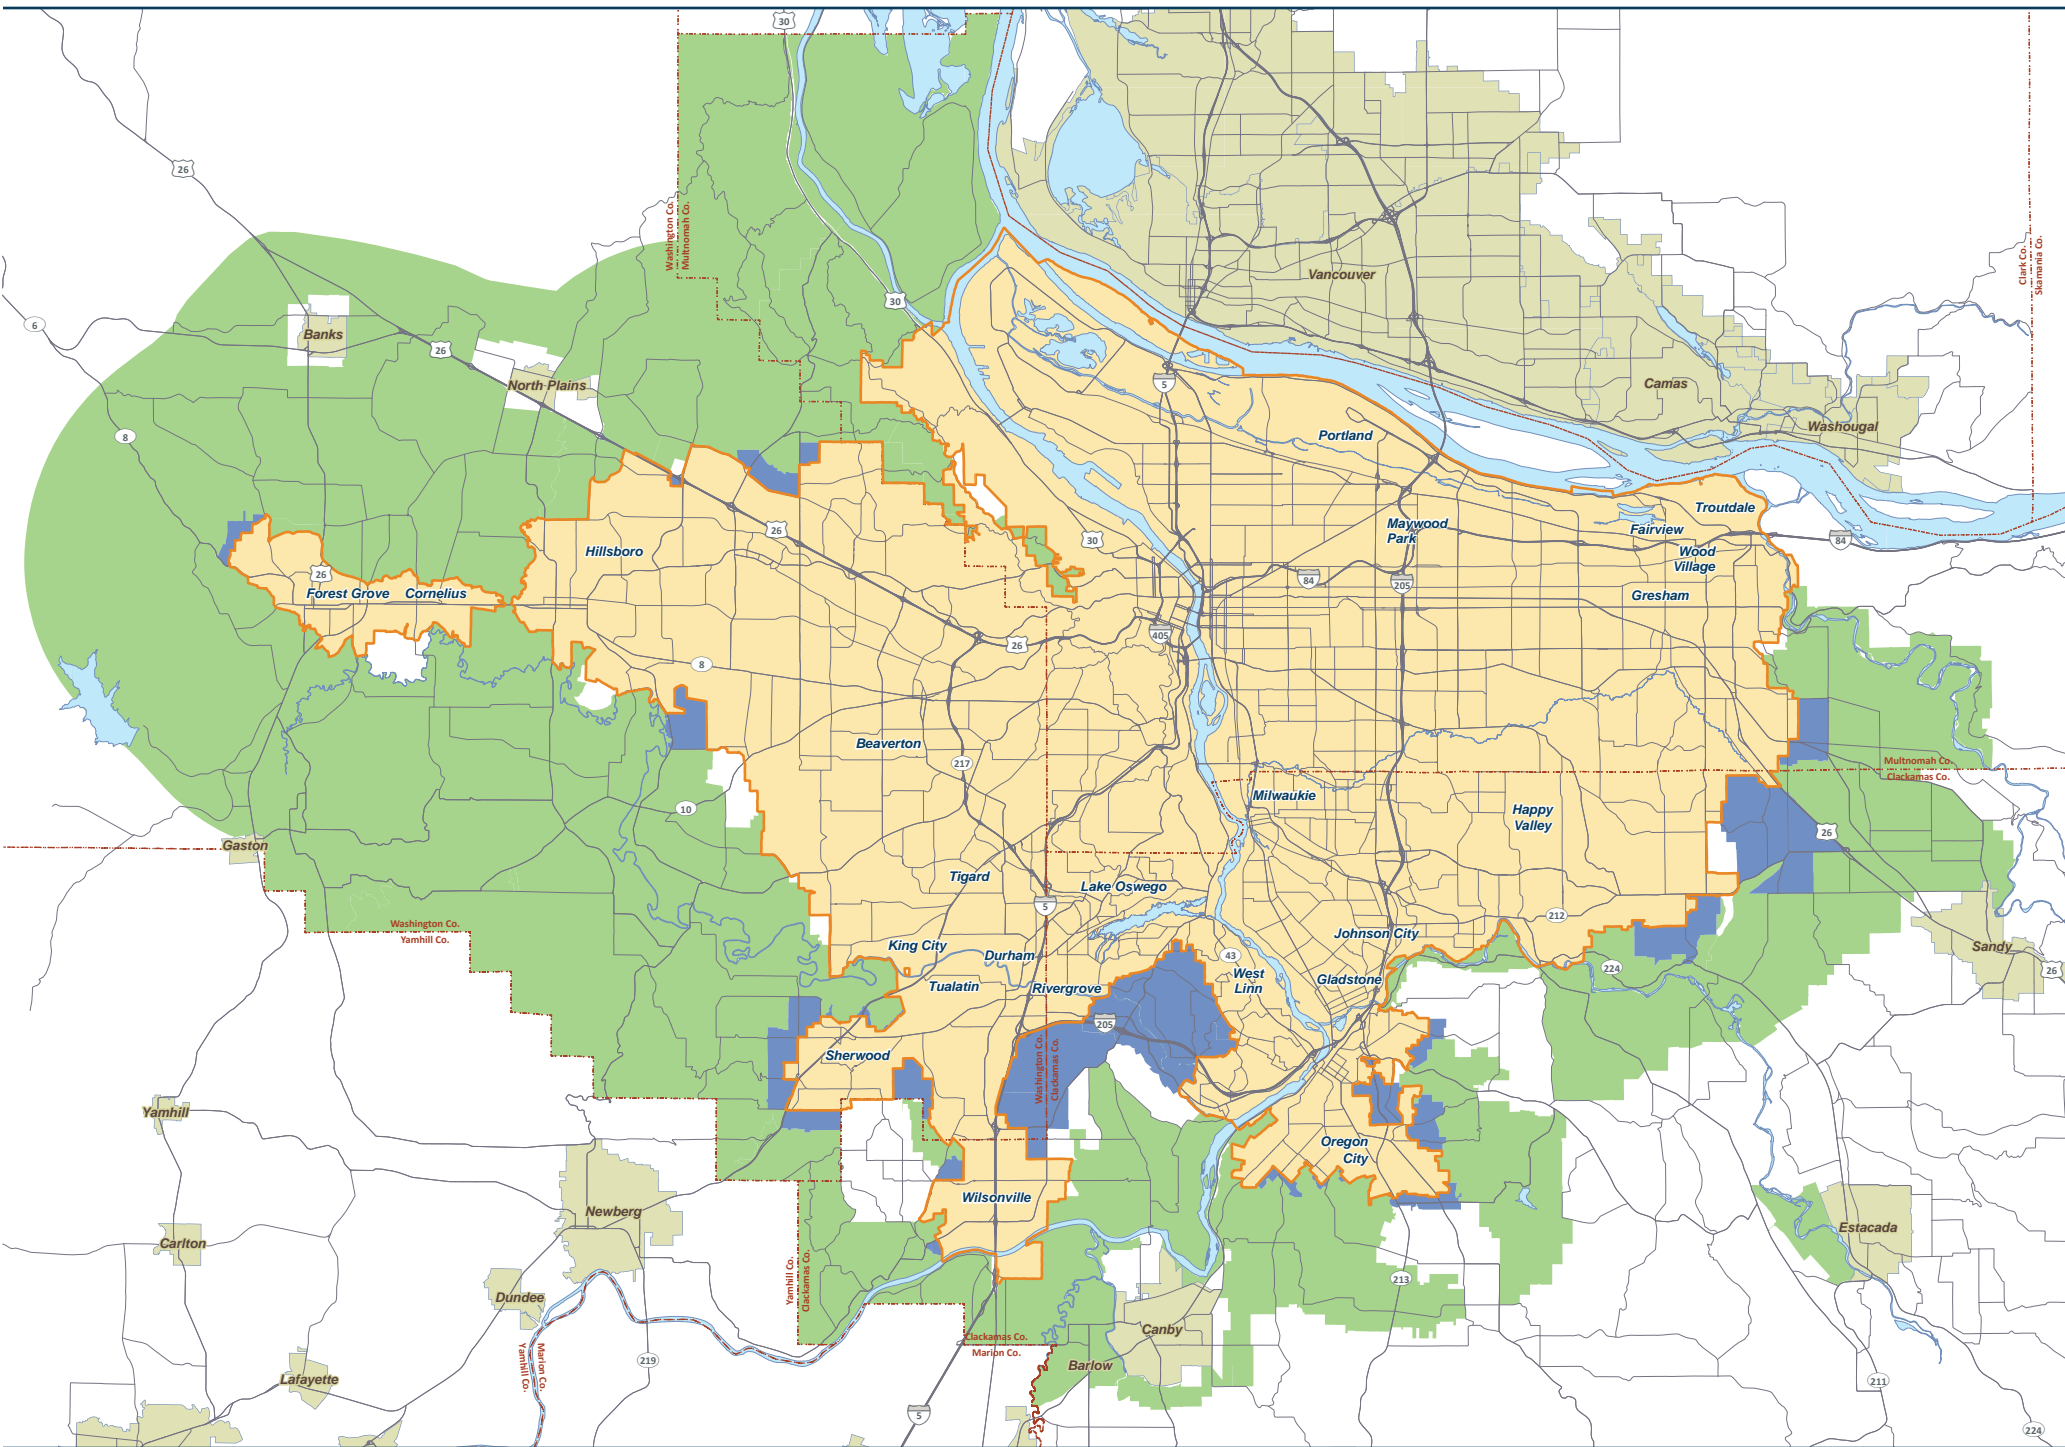 30
26
Washington Co.
Multnomah Co.
Clark Co.
Skamania Co.
Vancouver
30
6
Banks
26
North Plains
5
Camas
Washougal
8
Portland
Troutdale
Maywood
Park
Fairview
26
30
84
Hillsboro
Wood
Village
26
84
205
Forest Grove
Cornelius
Gresham
405
26
8
Beaverton
217
Multnomah Co.
Clackamas Co.
Milwaukie
10
Happy
Valley
26
Gaston
Tigard
Lake Oswego
5
212
Washington Co.
Yamhill Co.
King City
Johnson City
Sandy
Durham
43
224
26
West
Linn
Gladstone
Tualatin
Rivergrove
205
Sherwood
Washington Co.
Clackamas Co.
Yamhill
Oregon
City
Wilsonville
Newberg
Estacada
Carlton
Yamhill Co.
Clackamas Co.
213
Dundee
Canby
Clackamas Co.
Marion Co.
219
Barlow
Marion Co.
Yamhill Co.
Lafayette
211
5
224